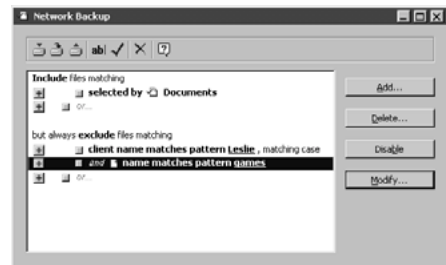 Network Backup
ab|
Include files matching
selected by Documents
or...
but always exclude files matching
client name matches pattern Leslie , matching case
and name matches pattern games
or...
Add...
Delete...
Disable
Modify...